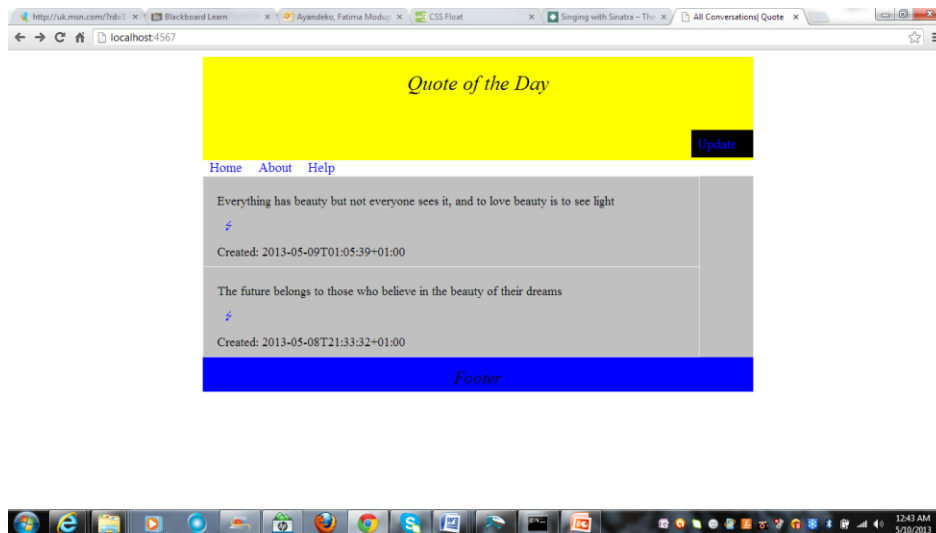 http://uk.msn.com/?rd=1
Blackboard Learn
Ayandeko, Fatima Modup
CSS Float
Singing with Sinatra – The
All Conversations| Quote
localhost:4567
Quote of the Day
Update
Home About Help
Everything has beauty but not everyone sees it, and to love beauty is to see light
Created: 2013-05-09T01:05:39+01:00
The future belongs to those who believe in the beauty of their dreams
Created: 2013-05-08T21:33:32+01:00
Footer
12:43 AM
5/10/2013